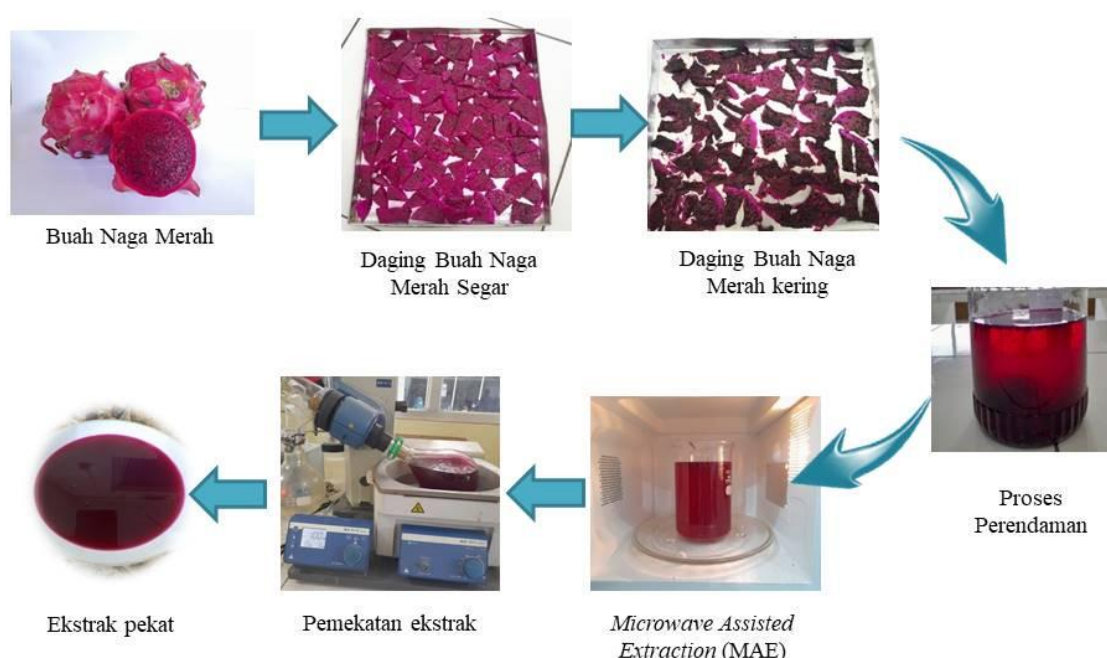 Buah Naga Merah
Daging Buah Naga
Merah Segar
Daging Buah Naga
Merah kering
Proses
Perendaman
Microwave Assisted
Extraction (MAE)
Pemekatan ekstrak
Ekstrak pekat